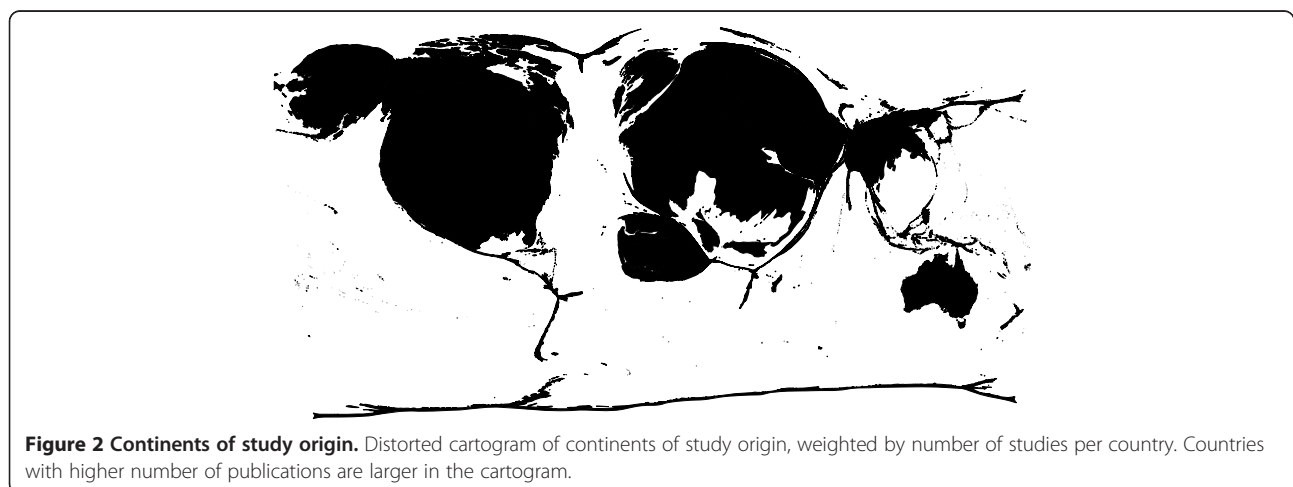 Figure 2 Continents of study origin. Distorted cartogram of continents of study origin, weighted by number of studies per country. Countries
with higher number of publications are larger in the cartogram.